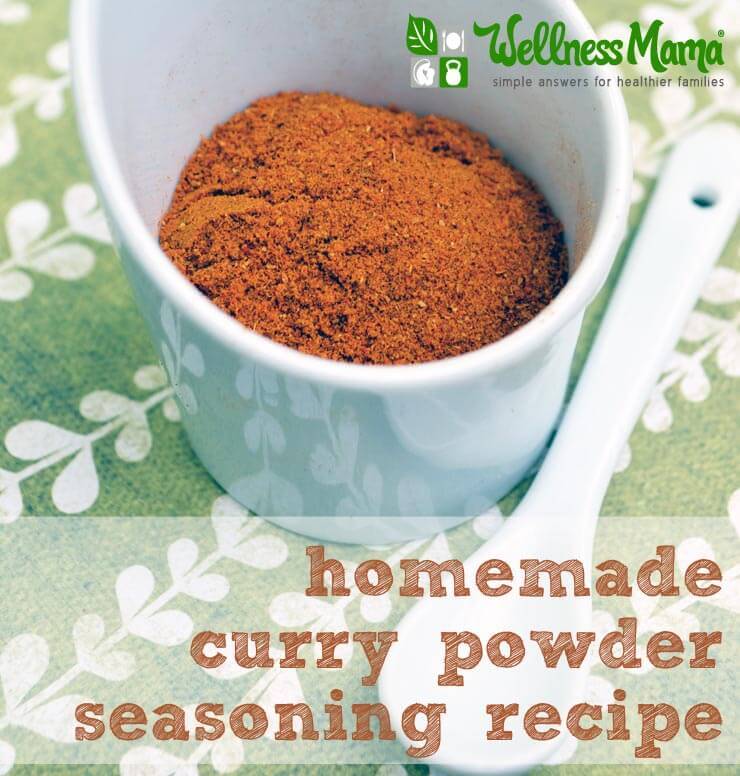 Wellness Mama®
simple answers for healthier families
homemade
curry powder
seasoning recipe